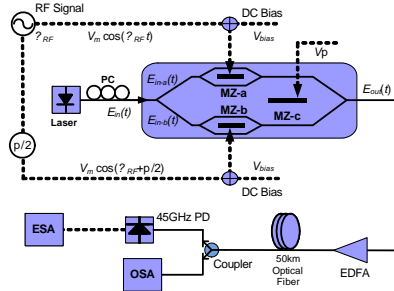 RF Signal
?RF
Vm cos(?RFt)
DC Bias
Vbias
Vp
PC
Ein-a(t)
MZ-a
MZ-b
MZ-c
Laser
Ein(t)
Ein-b(t)
Eout(t)
p/2
Vm cos(?RF+p/2)
Vbias
DC Bias
ESA
45GHz PD
OSA
Coupler
50km
Optical
Fiber
EDFA